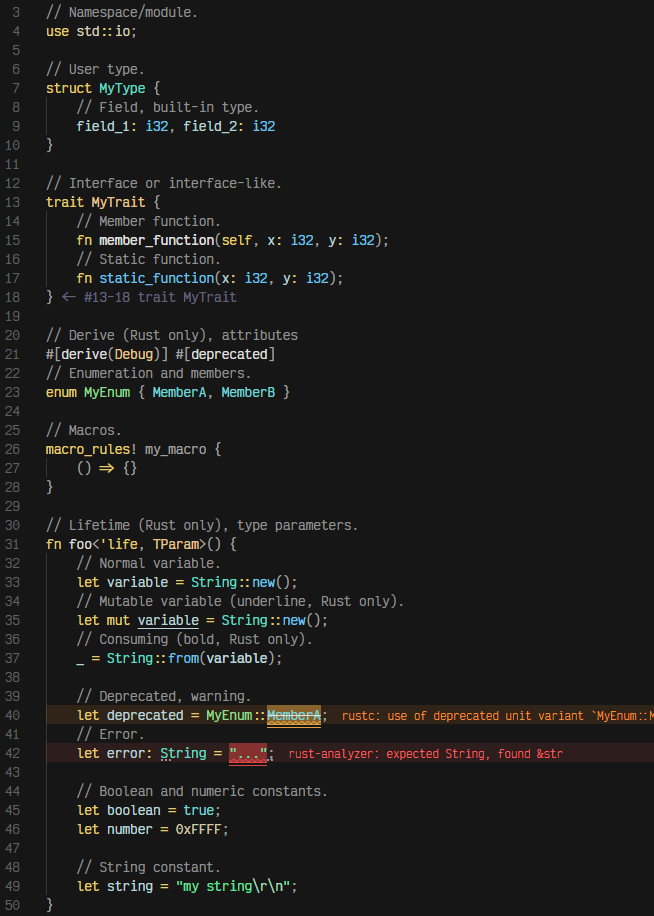 3 // Namespace/module.
4 use std::io;
5
6 // User type.
7 struct MyType {
8     // Field, built-in type.
9     field_1: i32, field_2: i32
10 }
11
12 // Interface or interface-like.
13 trait MyTrait {
14     // Member function.
15     fn member_function(self, x: i32, y: i32);
16     // Static function.
17     fn static_function(x: i32, y: i32);
18 } ← #13-18 trait MyTrait
19
20 // Derive (Rust only), attributes
21 #[derive(Debug)] #[deprecated]
22 // Enumeration and members.
23 enum MyEnum { MemberA, MemberB }
24
25 // Macros.
26 macro_rules! my_macro {
27     () => {}
28 }
29
30 // Lifetime (Rust only), type parameters.
31 fn foo<'life, TParam>() {
32     // Normal variable.
33     let variable = String::new();
34     // Mutable variable (underline, Rust only).
35     let mut variable = String::new();
36     // Consuming (bold, Rust only).
37     _ = String::from(variable);
38
39     // Deprecated, warning.
40     let deprecated = MyEnum::MemberA; rustc: use of deprecated unit variant `MyEnum::M
41     // Error.
42     let error: String = "..."; rust-analyzer: expected String, found &str
43
44     // Boolean and numeric constants.
45     let boolean = true;
46     let number = 0xFFFF;
47
48     // String constant.
49     let string = "my string\r\n";
50 }